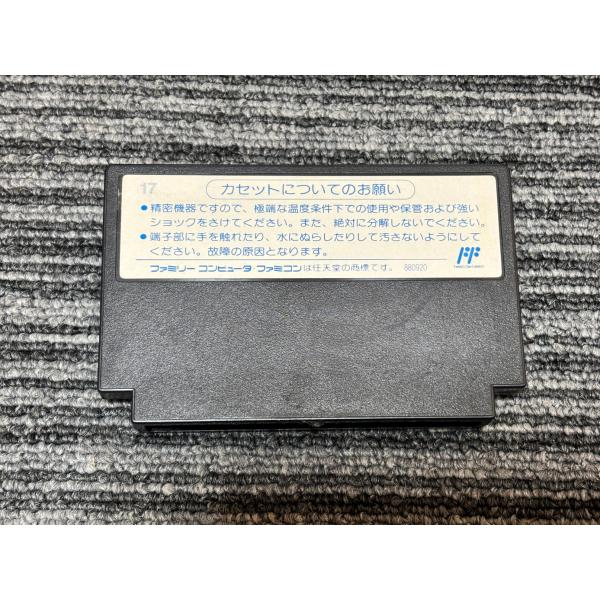 17
カセットについてのお願い
●精密機器ですので、極端な温度条件下での使用や保管および強い
ショックをさけてください。また、絶対に分解しないでください。
●端子部に手を触れたり、水にぬらしたりして汚さないようにして
ください。故障の原因となります。
ファミリーコンピュータ・ファミコンは任天堂の商標です。 880920